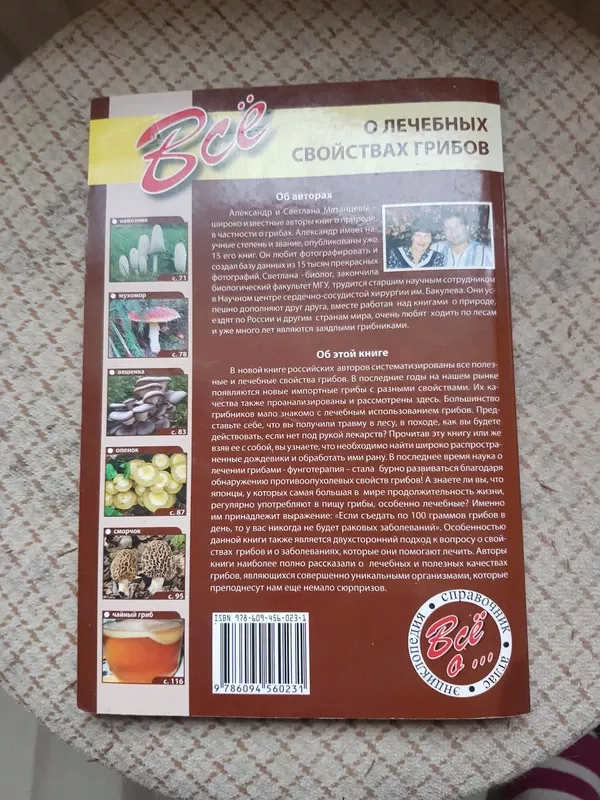 Всё
О ЛЕЧЕБНЫХ
СВОЙСТВАХ ГРИБОВ
навозник
с. 71
мухомор
с. 78
вешенка
с. 83
опенок
с. 87
сморчок
с. 95
чайный гриб
с. 116
Об авторах
Александр и Светлана Матанцевы –
широко известные авторы книг о природе,
в частности о грибах. Александр имеет на-
учные степень и звание, опубликованы уже
15 его книг. Он любит фотографировать и
создал базу данных из 15 тысяч прекрасных
фотографий. Светлана - биолог, закончила
биологический факультет МГУ, трудится старшим научным сотрудником
в Научном центре сердечно-сосудистой хирургии им. Бакулева. Они ус-
пешно дополняют друг друга, вместе работая над книгами о природе,
ездят по России и другим странам мира, очень любят ходить по лесам
и уже много лет являются заядлыми грибниками.
Об этой книге
В новой книге российских авторов систематизированы все полез-
ные и лечебные свойства грибов. В последние годы на нашем рынке
появляются новые импортные грибы с разными свойствами. Их ка-
чества также проанализированы и рассмотрены здесь. Большинство
грибников мало знакомо с лечебным использованием грибов. Пред-
ставьте себе, что вы получили травму в лесу, в походе, как вы будете
действовать, если нет под рукой лекарств? Прочитав эту книгу или же
взяв ее с собой, вы узнаете, что необходимо найти широко распростра-
ненные дождевики и обработать ими рану. В последнее время наука о
лечении грибами - фунготерапия – стала бурно развиваться благодаря
обнаружению противоопухолевых свойств грибов! А знаете ли вы, что
японцы, у которых самая большая в мире продолжительность жизни,
регулярно употребляют в пищу грибы, особенно лечебные? Именно
им принадлежит выражение: «Если съедать по 100 граммов грибов в
день, то у вас никогда не будет раковых заболеваний». Особенностью
данной книги также является двухсторонний подход к вопросу о свой-
ствах грибов и о заболеваниях, которые они помогают лечить. Авторы
книги наиболее полно рассказали о лечебных и полезных качествах
грибов, являющихся совершенно уникальными организмами, которые
преподнесут нам еще немало сюрпризов.
ISBN 978-609-456-023-1
9 786094 560231
энциклопедия • справочник • атлас •
Всё
о ...